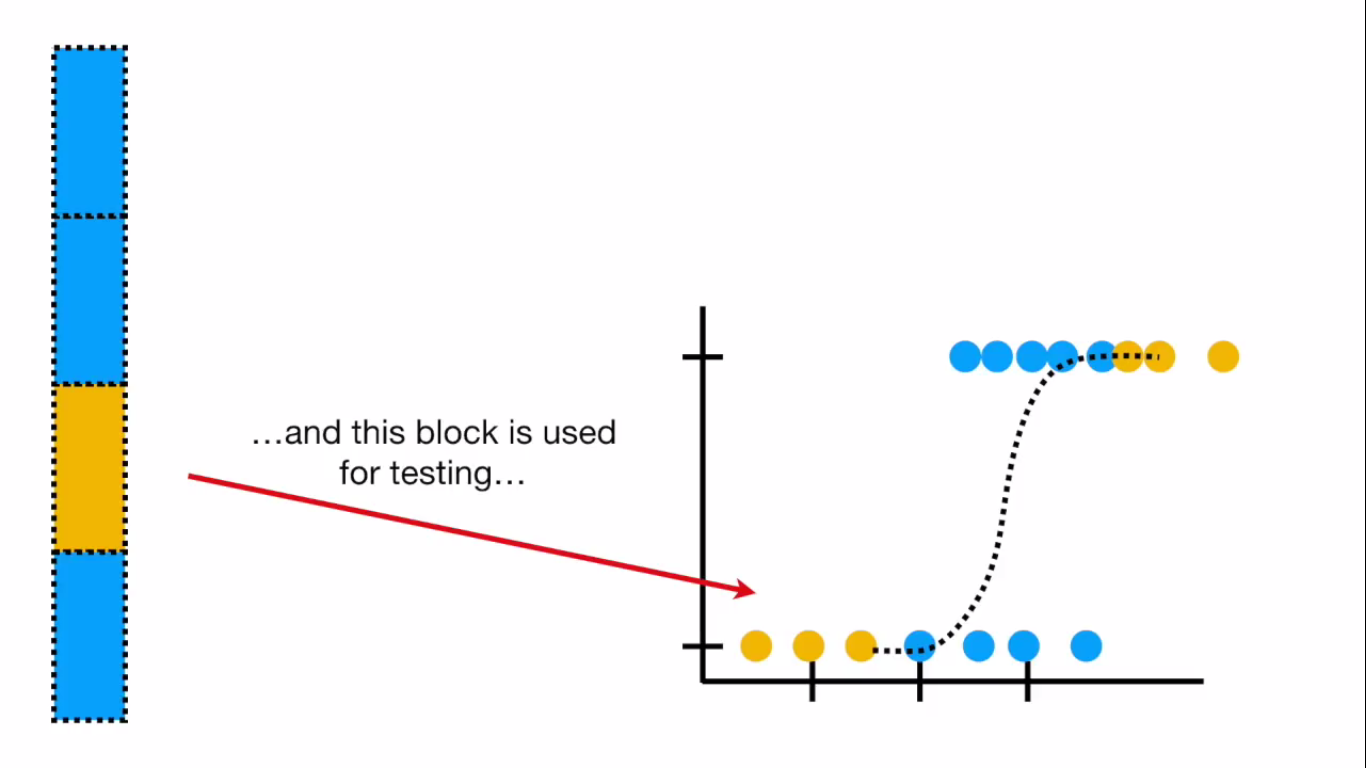 …and this block is used
for testing…